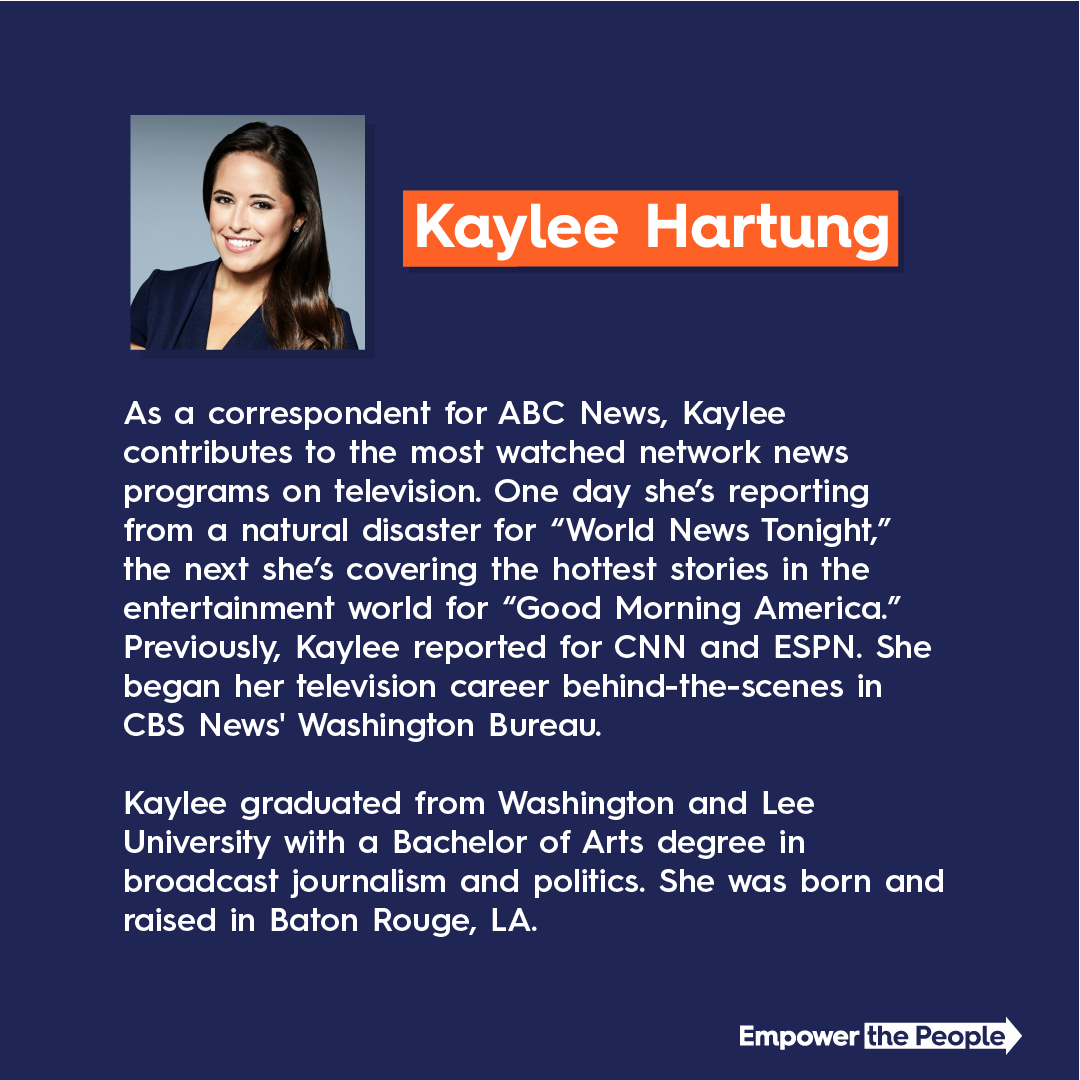 Kaylee Hartung
As a correspondent for ABC News, Kaylee
contributes to the most watched network news
programs on television. One day she’s reporting
from a natural disaster for “World News Tonight,”
the next she’s covering the hottest stories in the
entertainment world for “Good Morning America.”
Previously, Kaylee reported for CNN and ESPN. She
began her television career behind-the-scenes in
CBS News' Washington Bureau.
Kaylee graduated from Washington and Lee
University with a Bachelor of Arts degree in
broadcast journalism and politics. She was born and
raised in Baton Rouge, LA.
Empower the People